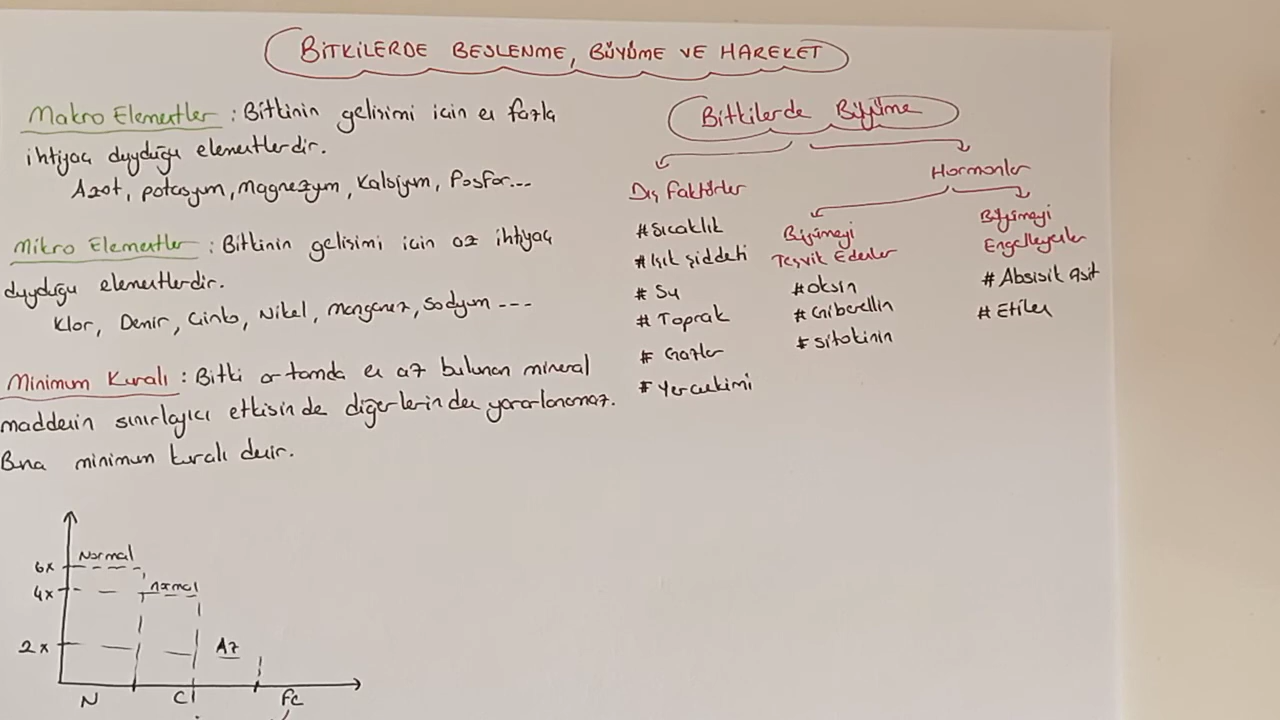 BİTKİLERDE BESLENME, BÜYÜME VE HAREKET
Makro Elementler : Bitkinin gelişimi için en fazla
ihtiyaç duyduğu elementlerdir.
Azot, potasyum, Magnezyum, Kalsiyum, Fosfor...
Mikro Elementler : Bitkinin gelişimi için az ihtiyaç
duyduğu elementlerdir.
Klor, Demir, Çinko, Nikel, mangenez, Sodyum ---
Minimum Kuralı : Bitki ortamda en az bulunan mineral
maddenin sınırlayıcı etkisinde diğerlerinden yararlanamaz.
Buna minimum kuralı denir.
6x
Normal
4x
normal
2x
Az
N
Cl
Fe
Bitkilerde Büyüme
Dış Faktörler
#Sıcaklık
#Işık şiddeti
# Su
# Toprak
# Gazlar
# Yerçekimi
Hormonlar
Büyümeyi
Teşvik Edenler
#oksin
#Giberellin
#sitokinin
Büyümeyi
Engelleyenler
# Absisik asit
# Etilen